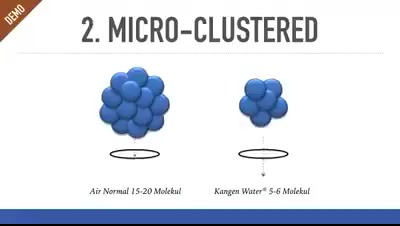 DEMO
2. MICRO-CLUSTERED
Air Normal 15-20 Molekul
Kangen Water® 5-6 Molekul